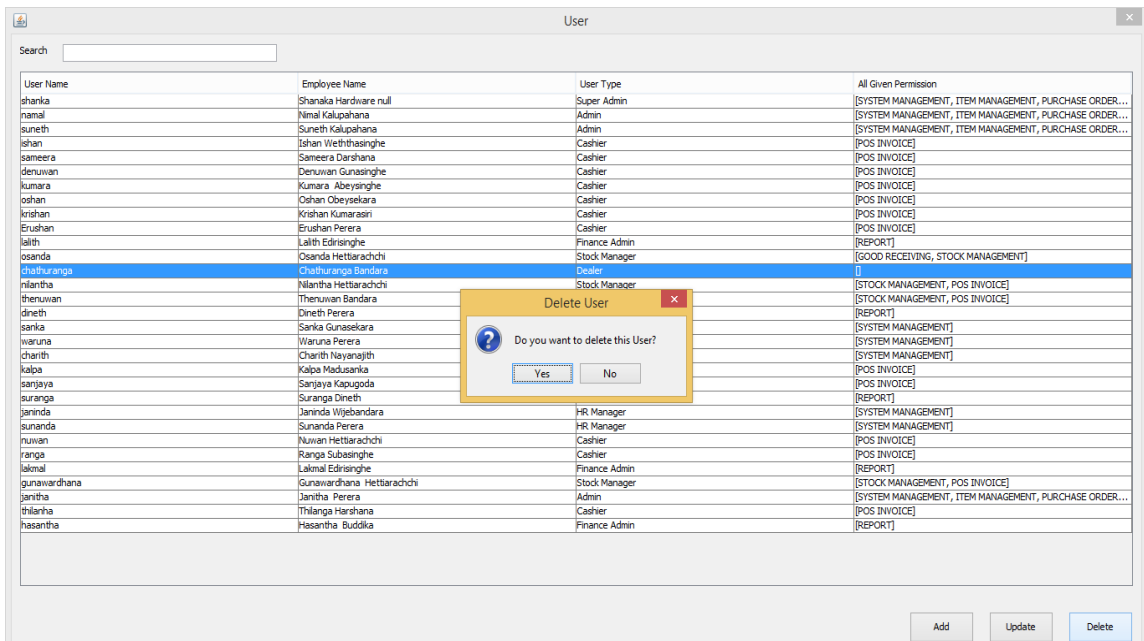 User
Search
User Name Employee Name User Type All Given Permission
shanka Shanaka Hardware null Super Admin [SYSTEM MANAGEMENT, ITEM MANAGEMENT, PURCHASE ORDER...
namal Nimal Kalupahana Admin [SYSTEM MANAGEMENT, ITEM MANAGEMENT, PURCHASE ORDER...
suneth Suneth Kalupahana Admin [SYSTEM MANAGEMENT, ITEM MANAGEMENT, PURCHASE ORDER...
ishan Ishan Weththasinghe Cashier [POS INVOICE]
sameera Sameera Darshana Cashier [POS INVOICE]
denuwan Denuwan Gunasinghe Cashier [POS INVOICE]
kumara Kumara Abeysinghe Cashier [POS INVOICE]
oshan Oshan Obeysekara Cashier [POS INVOICE]
krishan Krishan Kumarasiri Cashier [POS INVOICE]
Erushan Erushan Perera Cashier [POS INVOICE]
lalith Lalith Edirisinghe Finance Admin [REPORT]
osanda Osanda Hettiarachchi Stock Manager [GOOD RECEIVING, STOCK MANAGEMENT]
chathuranga Chathuranga Bandara Dealer []
nilantha Nilantha Hettiarachchi Stock Manager [STOCK MANAGEMENT, POS INVOICE]
thenuwan Thenuwan Bandara [STOCK MANAGEMENT, POS INVOICE]
dineth Dineth Perera [REPORT]
sanka Sanka Gunasekara [SYSTEM MANAGEMENT]
waruna Waruna Perera [SYSTEM MANAGEMENT]
charith Charith Nayanajith [SYSTEM MANAGEMENT]
kalpa Kalpa Madusanka [POS INVOICE]
sanjaya Sanjaya Kapugoda [POS INVOICE]
suranga Suranga Dineth [REPORT]
janinda Janinda Wijebandara HR Manager [SYSTEM MANAGEMENT]
sunanda Sunanda Perera HR Manager [SYSTEM MANAGEMENT]
nuwan Nuwan Hettiarachchi Cashier [POS INVOICE]
ranga Ranga Subasinghe Cashier [POS INVOICE]
lakmal Lakmal Edirisinghe Finance Admin [REPORT]
gunawardhana Gunawardhana Hettiarachchi Stock Manager [STOCK MANAGEMENT, POS INVOICE]
janitha Janitha Perera Admin [SYSTEM MANAGEMENT, ITEM MANAGEMENT, PURCHASE ORDER...
thilanha Thilanga Harshana Cashier [POS INVOICE]
hasantha Hasantha Buddika Finance Admin [REPORT]
Delete User
Do you want to delete this User?
Yes No
Add Update Delete